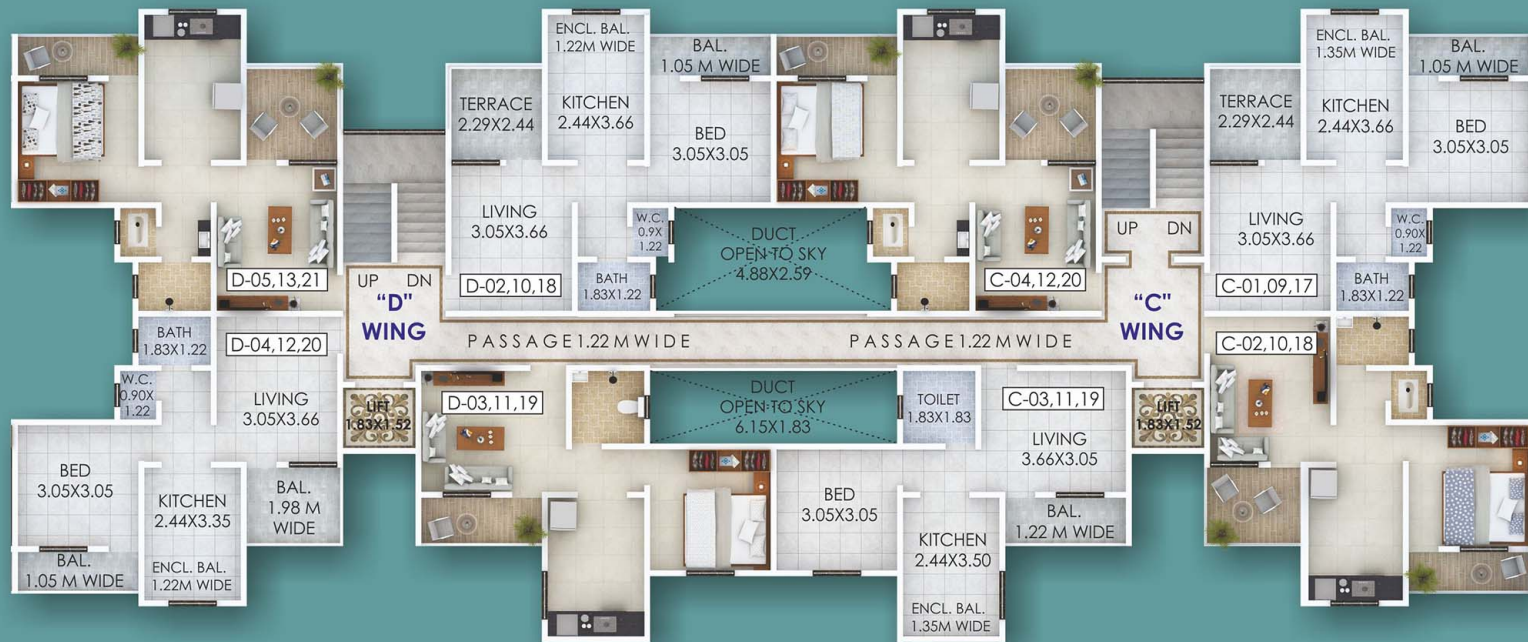 ENCL. BAL.
1.22M WIDE
BAL.
1.05 M WIDE
TERRACE
2.29X2.44
KITCHEN
2.44X3.66
BED
3.05X3.05
LIVING
3.05X3.66
W.C.
0.9X
1.22
BATH
1.83X1.22
D-02,10,18
DUCT
OPEN TO SKY
4.88X2.59
ENCL. BAL.
1.35M WIDE
BAL.
1.05 M WIDE
TERRACE
2.29X2.44
KITCHEN
2.44X3.66
BED
3.05X3.05
LIVING
3.05X3.66
W.C.
0.90X
1.22
BATH
1.83X1.22
C-01,09,17
D-05,13,21
C-04,12,20
UP DN
"D"
WING
UP DN
"C"
WING
PASSAGE 1.22 M WIDE
PASSAGE 1.22 M WIDE
BATH
1.83X1.22
D-04,12,20
W.C.
0.90X
1.22
LIVING
3.05X3.66
LIFT
1.83X1.52
BED
3.05X3.05
KITCHEN
2.44X3.35
BAL.
1.98 M
WIDE
BAL.
1.05 M WIDE
ENCL. BAL.
1.22M WIDE
D-03,11,19
DUCT
OPEN TO SKY
6.15X1.83
TOILET
1.83X1.83
C-03,11,19
LIVING
3.66X3.05
BED
3.05X3.05
KITCHEN
2.44X3.50
BAL.
1.22 M WIDE
ENCL. BAL.
1.35M WIDE
LIFT
1.83X1.52
C-02,10,18